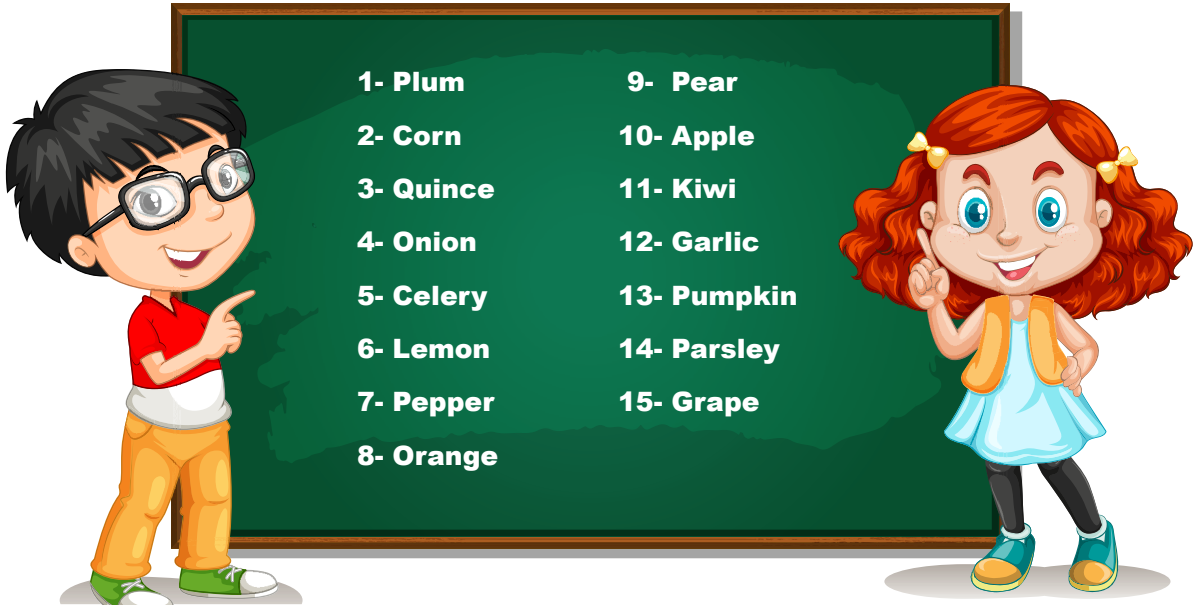 1- Plum
2- Corn
3- Quince
4- Onion
5- Celery
6- Lemon
7- Pepper
8- Orange
9- Pear
10- Apple
11- Kiwi
12- Garlic
13- Pumpkin
14- Parsley
15- Grape